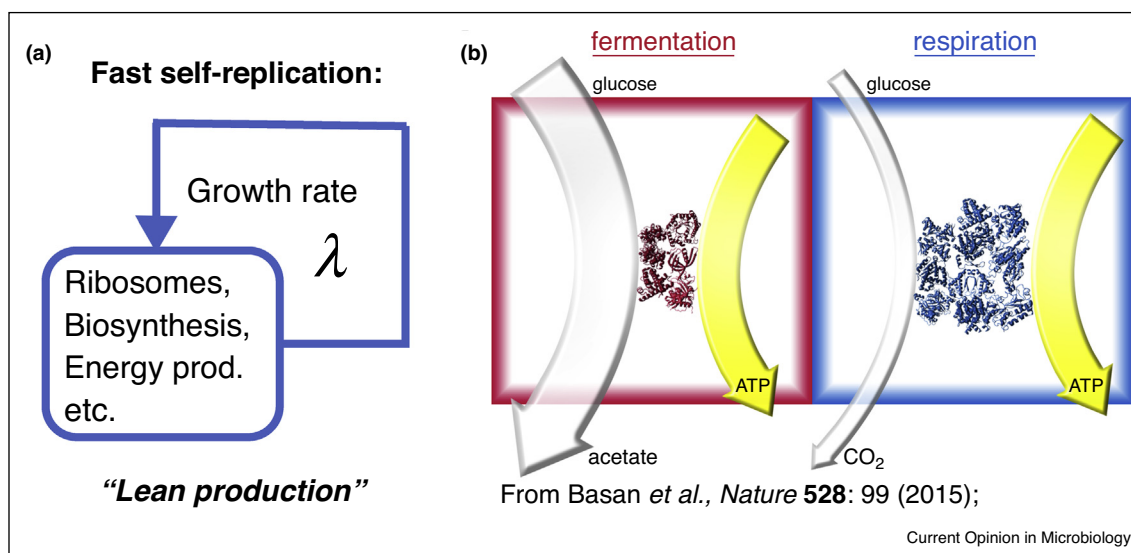 (a)
Fast self-replication:
Growth rate
λ
Ribosomes,
Biosynthesis,
Energy prod.
etc.
“Lean production”
(b)
fermentation
respiration
glucose
glucose
ATP
ATP
acetate
CO₂
From Basan et al., Nature 528: 99 (2015);
Current Opinion in Microbiology